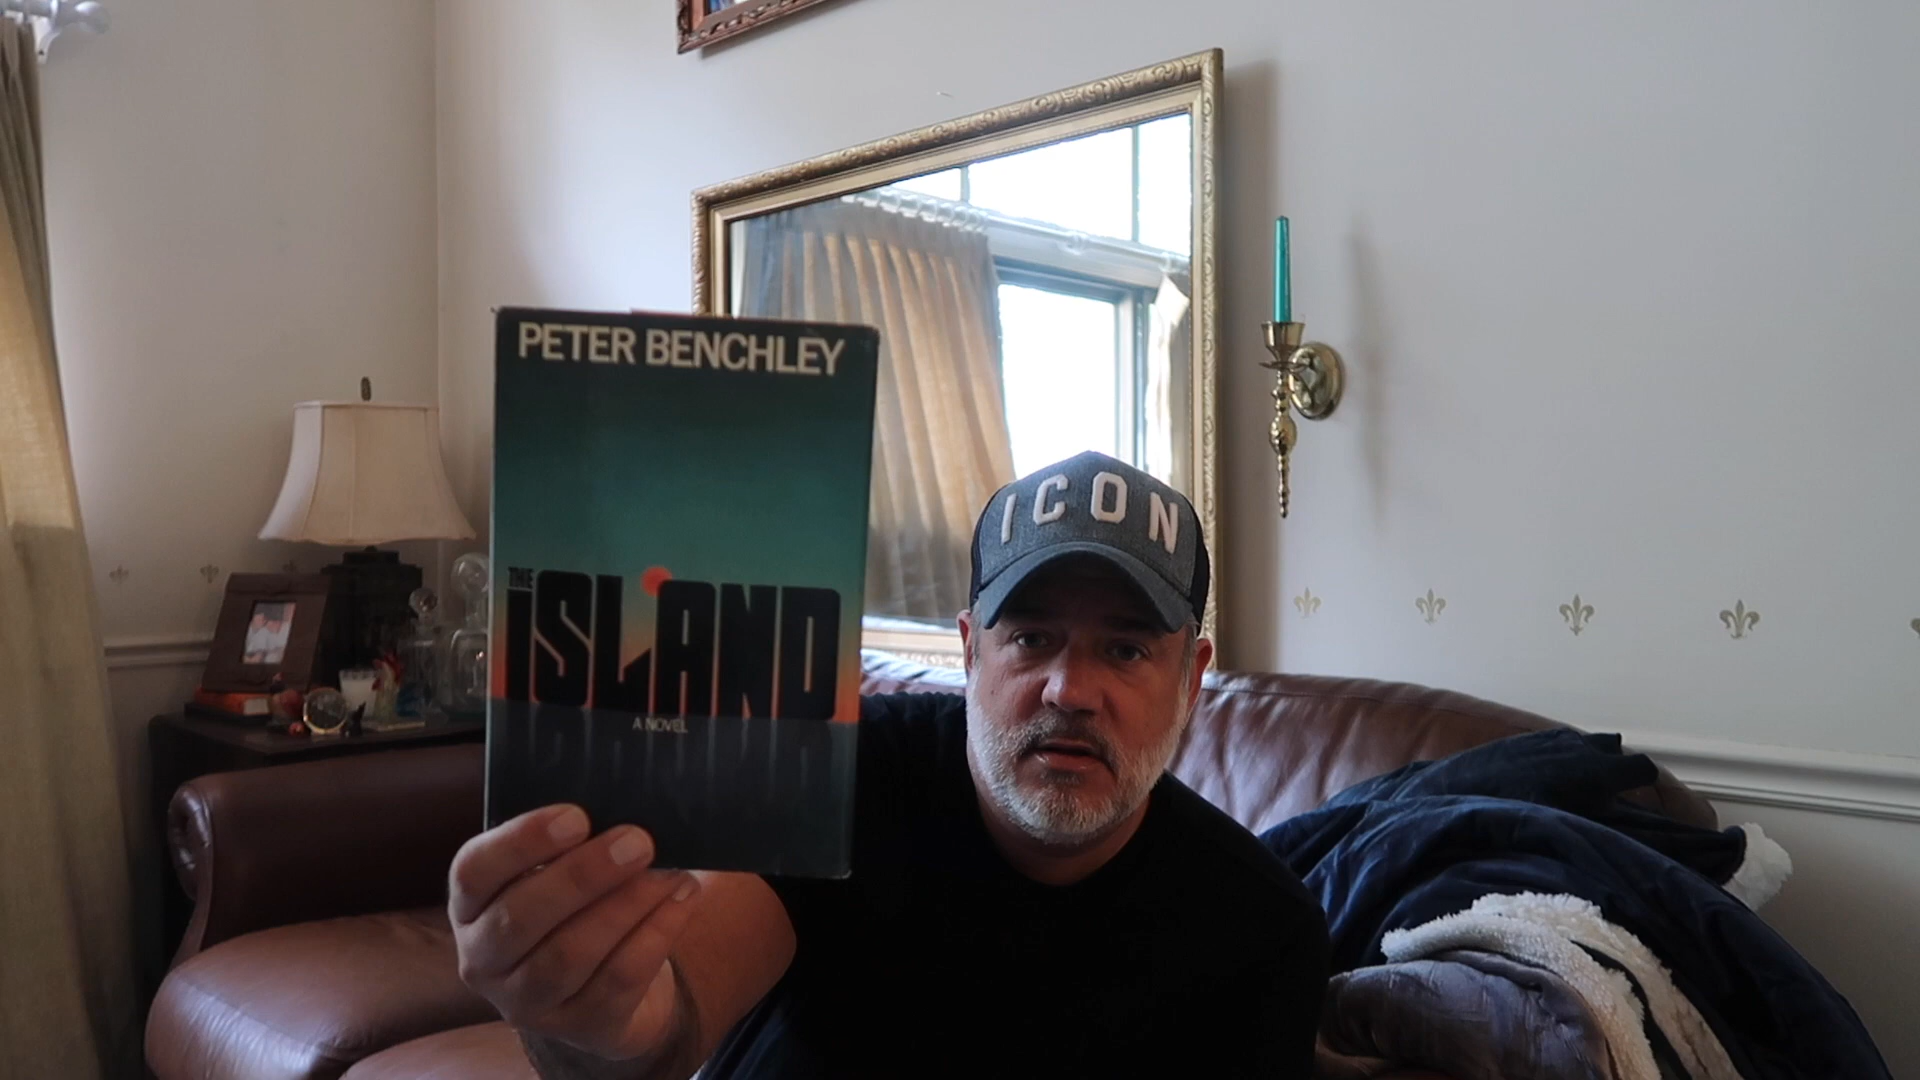 PETER BENCHLEY
THE
ISLAND
A NOVEL
ICON